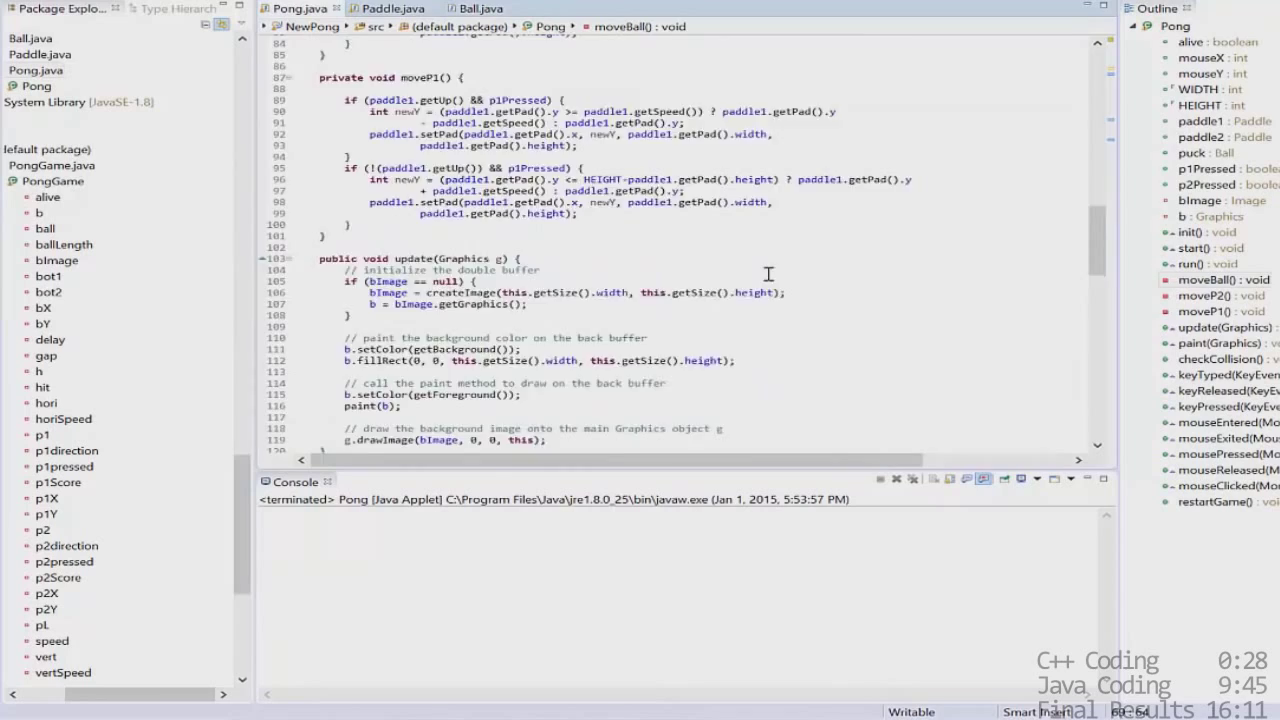 Package Explo...
Type Hierarch
Ball.java
Paddle.java
Pong.java
Pong
System Library [JavaSE-1.8]
(default package)
PongGame.java
PongGame
alive
b
ball
ballLength
bImage
bot1
bot2
bX
bY
delay
gap
h
hit
hori
horiSpeed
p1
p1direction
p1pressed
p1Score
p1X
p1Y
p2
p2direction
p2pressed
p2Score
p2X
p2Y
pL
speed
vert
vertSpeed
Pong.java
Paddle.java
Ball.java
NewPong
src
(default package)
Pong
moveBall() : void
84 }
85 }
86
87 private void moveP1() {
88
89 if (paddle1.getUp() && p1Pressed) {
90 int newY = (paddle1.getPad().y >= paddle1.getSpeed()) ? paddle1.getPad().y
91 - paddle1.getSpeed() : paddle1.getPad().y;
92 paddle1.setPad(paddle1.getPad().x, newY, paddle1.getPad().width,
93 paddle1.getPad().height);
94 }
95 if (!(paddle1.getUp()) && p1Pressed) {
96 int newY = (paddle1.getPad().y <= HEIGHT-paddle1.getPad().height) ? paddle1.getPad().y
97 + paddle1.getSpeed() : paddle1.getPad().y;
98 paddle1.setPad(paddle1.getPad().x, newY, paddle1.getPad().width,
99 paddle1.getPad().height);
100 }
101 }
102
103 public void update(Graphics g) {
104 // initialize the double buffer
105 if (bImage == null) {
106 bImage = createImage(this.getSize().width, this.getSize().height);
107 b = bImage.getGraphics();
108 }
109
110 // paint the background color on the back buffer
111 b.setColor(getBackground());
112 b.fillRect(0, 0, this.getSize().width, this.getSize().height);
113
114 // call the paint method to draw on the back buffer
115 b.setColor(getForeground());
116 paint(b);
117
118 // draw the background image onto the main Graphics object g
119 g.drawImage(bImage, 0, 0, this);
120 }
Console
<terminated> Pong [Java Applet] C:\Program Files\Java\jre1.8.0_25\bin\javaw.exe (Jan 1, 2015, 5:53:57 PM)
Outline
Pong
alive : boolean
mouseX : int
mouseY : int
WIDTH : int
HEIGHT : int
paddle1 : Paddle
paddle2 : Paddle
puck : Ball
p1Pressed : boolean
p2Pressed : boolean
bImage : Image
b : Graphics
init() : void
start() : void
run() : void
moveBall() : void
moveP2() : void
moveP1() : void
update(Graphics) :
paint(Graphics) : v
checkCollision() :
keyTyped(KeyEven
keyReleased(KeyE
keyPressed(KeyEv
mouseEntered(Mo
mouseExited(Mou
mousePressed(Mo
mouseReleased(M
mouseClicked(Mo
restartGame() : vo
C++ Coding 0:28
Java Coding 9:45
Final Results 16:11
Writable
Smart Insert